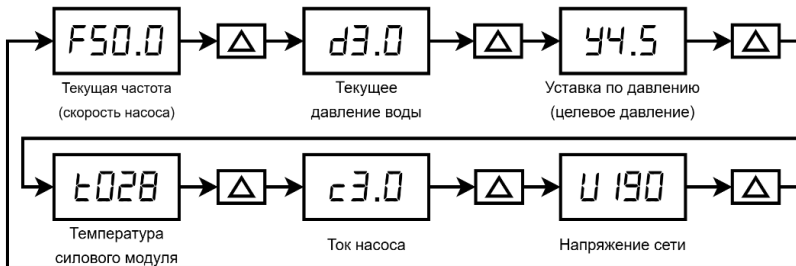 F50.0
d3.0
y4.5
Текущая частота
(скорость насоса)
Текущее
давление воды
Уставка по давлению
(целевое давление)
t028
c3.0
U 190
Температура
силового модуля
Ток насоса
Напряжение сети